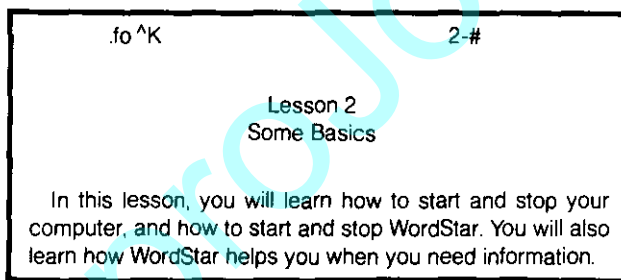 .fo ^K 2-#
Lesson 2
Some Basics
In this lesson, you will learn how to start and stop your
computer, and how to start and stop WordStar. You will also
learn how WordStar helps you when you need information.